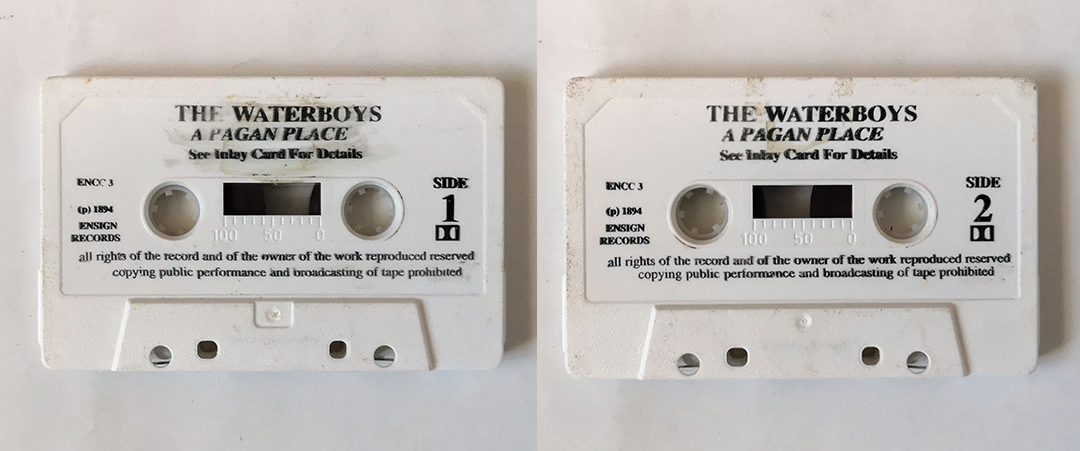 THE WATERBOYS
A PAGAN PLACE
See Inlay Card For Details
ENCC 3
SIDE
1
(p) 1894
ENSIGN
RECORDS
100 50 0
all rights of the record and of the owner of the work reproduced reserved
copying public performance and broadcasting of tape prohibited
THE WATERBOYS
A PAGAN PLACE
See Inlay Card For Details
ENCC 3
SIDE
2
(p) 1894
ENSIGN
RECORDS
100 50 0
all rights of the record and of the owner of the work reproduced reserved
copying public performance and broadcasting of tape prohibited